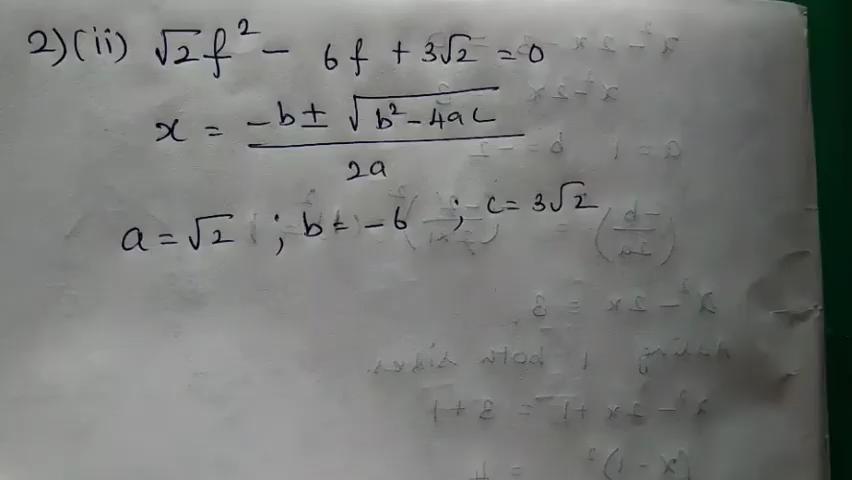 2)(ii) √2f² - 6f + 3√2 = 0
x = (-b ± √(b² - 4ac)) / 2a
a = √2 ; b = -6 ; c = 3√2